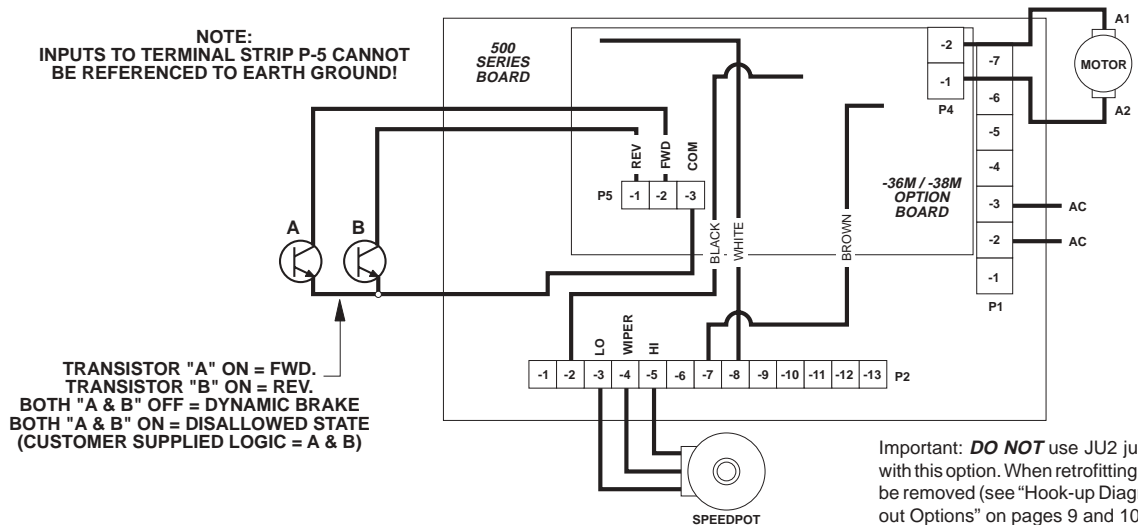 NOTE:
INPUTS TO TERMINAL STRIP P-5 CANNOT
BE REFERENCED TO EARTH GROUND!
500
SERIES
BOARD
-2
-1
P4
-7
-6
-5
-4
-3
-2
-1
P1
A1
MOTOR
A2
AC
AC
-36M / -38M
OPTION
BOARD
REV
FWD
COM
P5
-1
-2
-3
BLACK
WHITE
BROWN
A
B
TRANSISTOR "A" ON = FWD.
TRANSISTOR "B" ON = REV.
BOTH "A & B" OFF = DYNAMIC BRAKE
BOTH "A & B" ON = DISALLOWED STATE
(CUSTOMER SUPPLIED LOGIC = A & B)
LO
WIPER
HI
-1
-2
-3
-4
-5
-6
-7
-8
-9
-10
-11
-12
-13
P2
SPEEDPOT
Important: DO NOT use JU2 ju
with this option. When retrofitting
be removed (see “Hook-up Diag
out Options” on pages 9 and 10